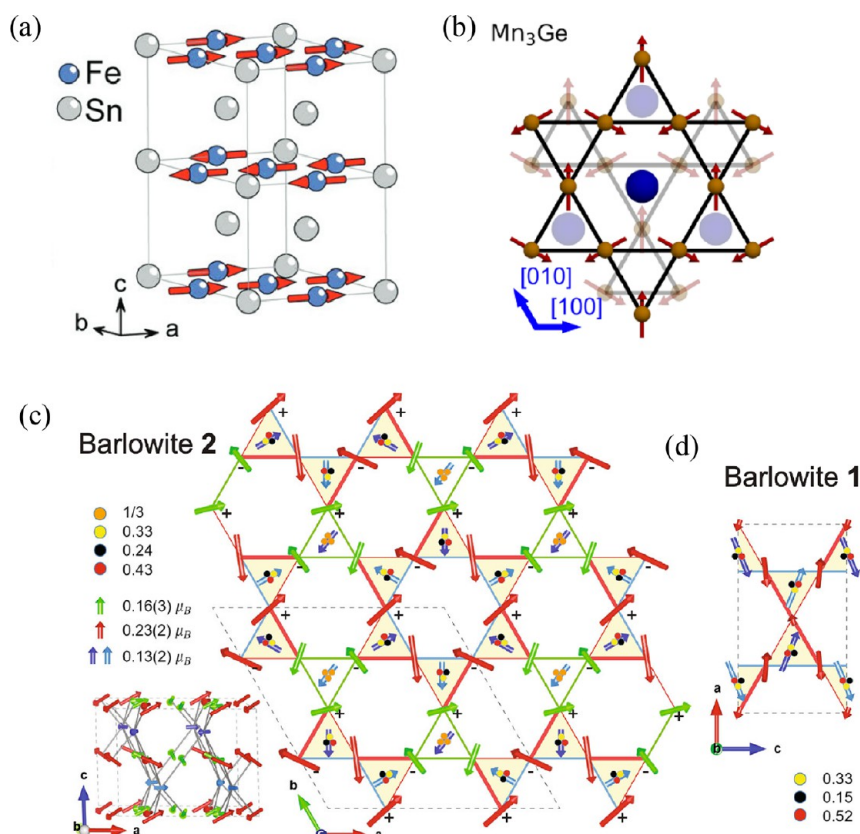 (a)
Fe
Sn
c
b
a
(b)
Mn₃Ge
[010]
[100]
(c)
Barlowite 2
1/3
0.33
0.24
0.43
0.16(3) μB
0.23(2) μB
0.13(2) μB
+ + +
- - - - -
+ +
- - - -
+ + +
- - - -
+ +
- - - -
+
c
b
a
b
(d)
Barlowite 1
a
b
c
0.33
0.15
0.52